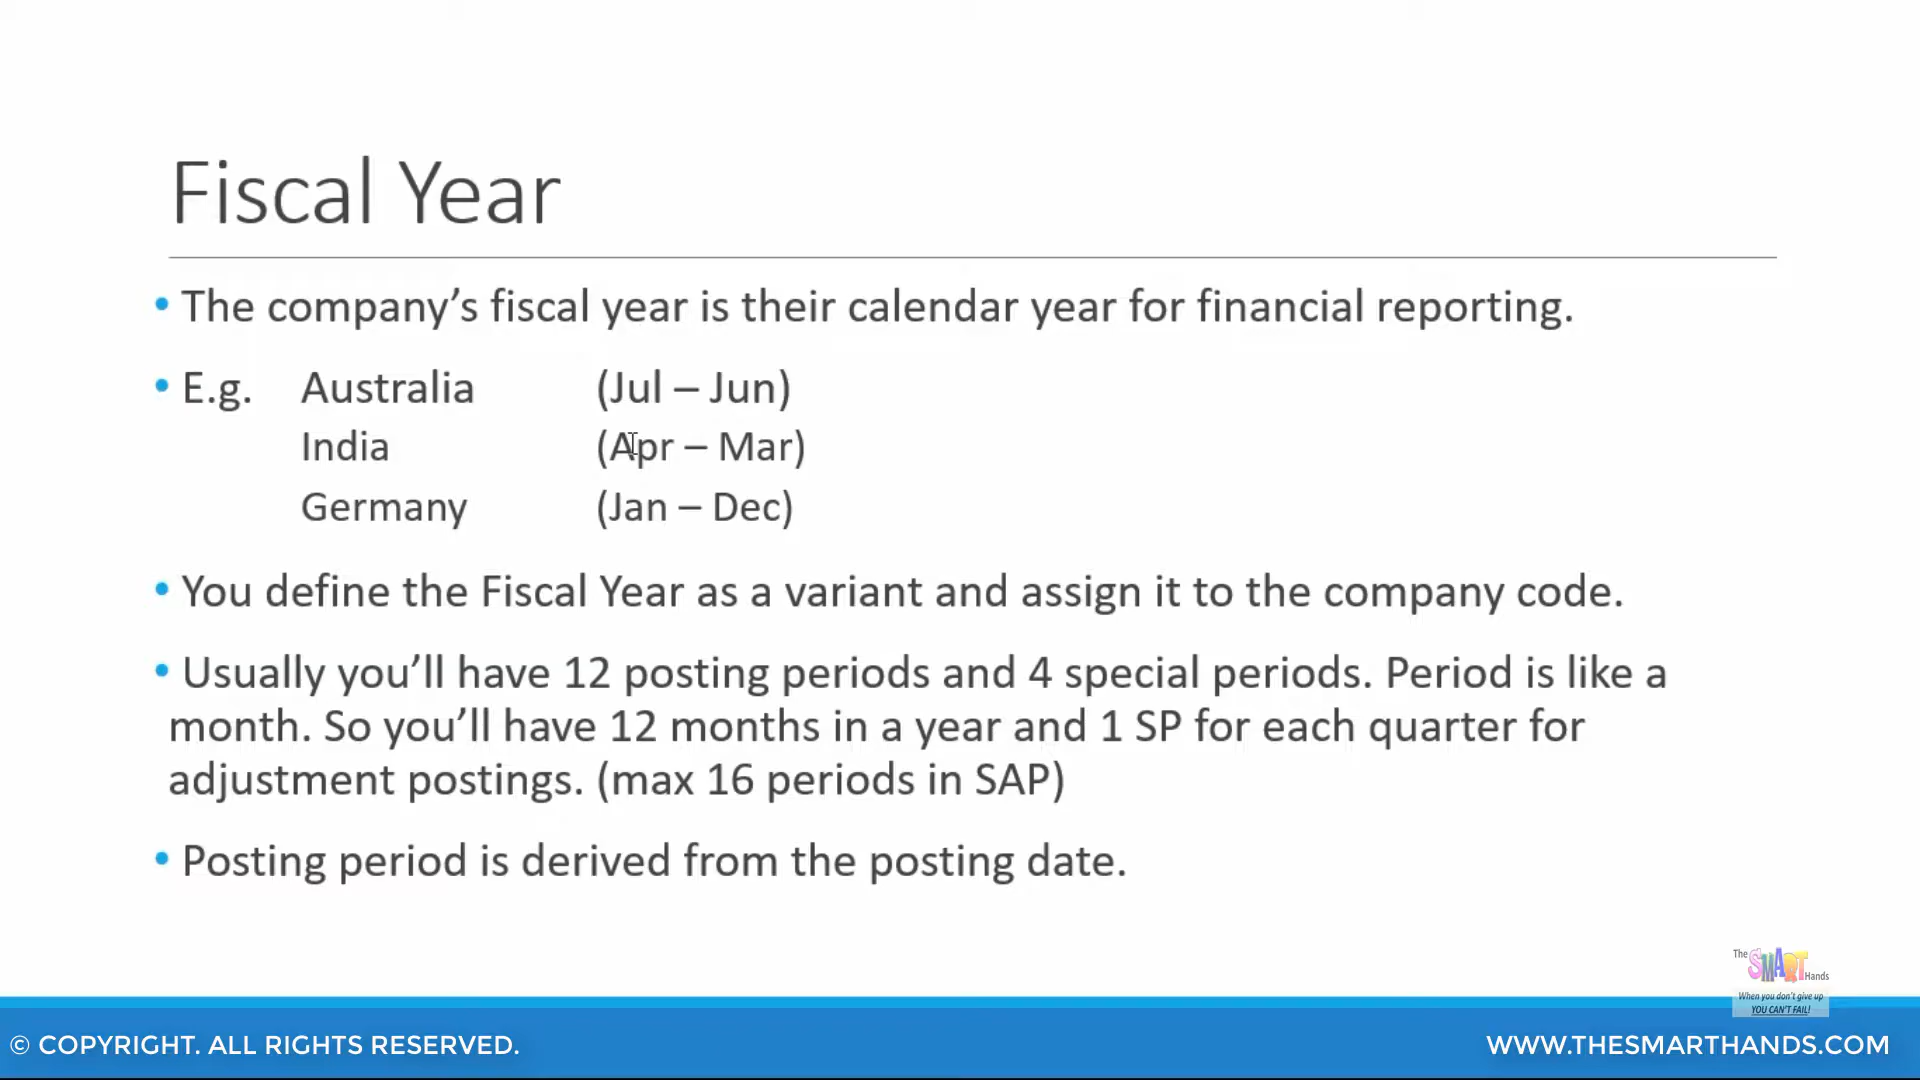 Fiscal Year
• The company’s fiscal year is their calendar year for financial reporting.
• E.g. Australia (Jul – Jun)
India (Apr – Mar)
Germany (Jan – Dec)
• You define the Fiscal Year as a variant and assign it to the company code.
• Usually you’ll have 12 posting periods and 4 special periods. Period is like a
month. So you’ll have 12 months in a year and 1 SP for each quarter for
adjustment postings. (max 16 periods in SAP)
• Posting period is derived from the posting date.
The SMART Hands
When you don't give up
YOU CAN'T FAIL!
© COPYRIGHT. ALL RIGHTS RESERVED.
WWW.THESMARTHANDS.COM